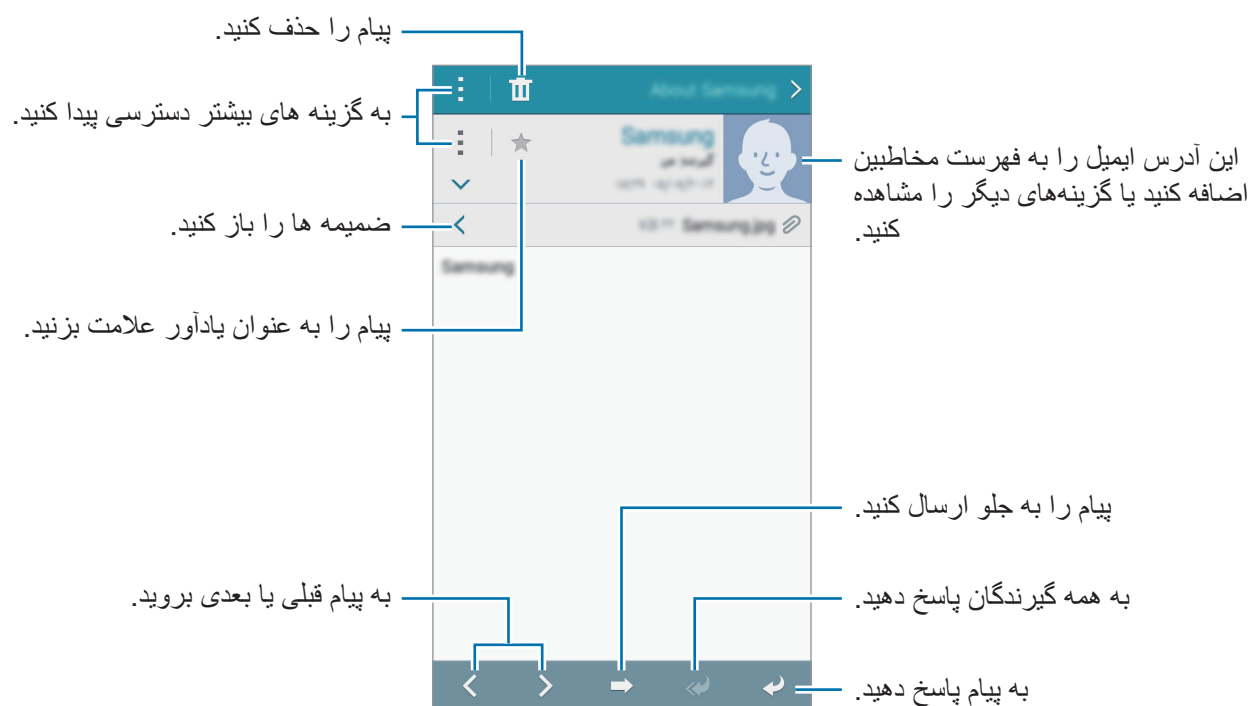 پیام را حذف کنید.
About Samsung
به گزینه های بیشتر دسترسی پیدا کنید.
Samsung
این آدرس ایمیل را به فهرست مخاطبین
اضافه کنید یا گزینه‌های دیگر را مشاهده
کنید.
ضمیمه ها را باز کنید.
Samsung.jpg
Samsung
پیام را به عنوان یادآور علامت بزنید.
پیام را به جلو ارسال کنید.
به پیام قبلی یا بعدی بروید.
به همه گیرندگان پاسخ دهید.
به پیام پاسخ دهید.